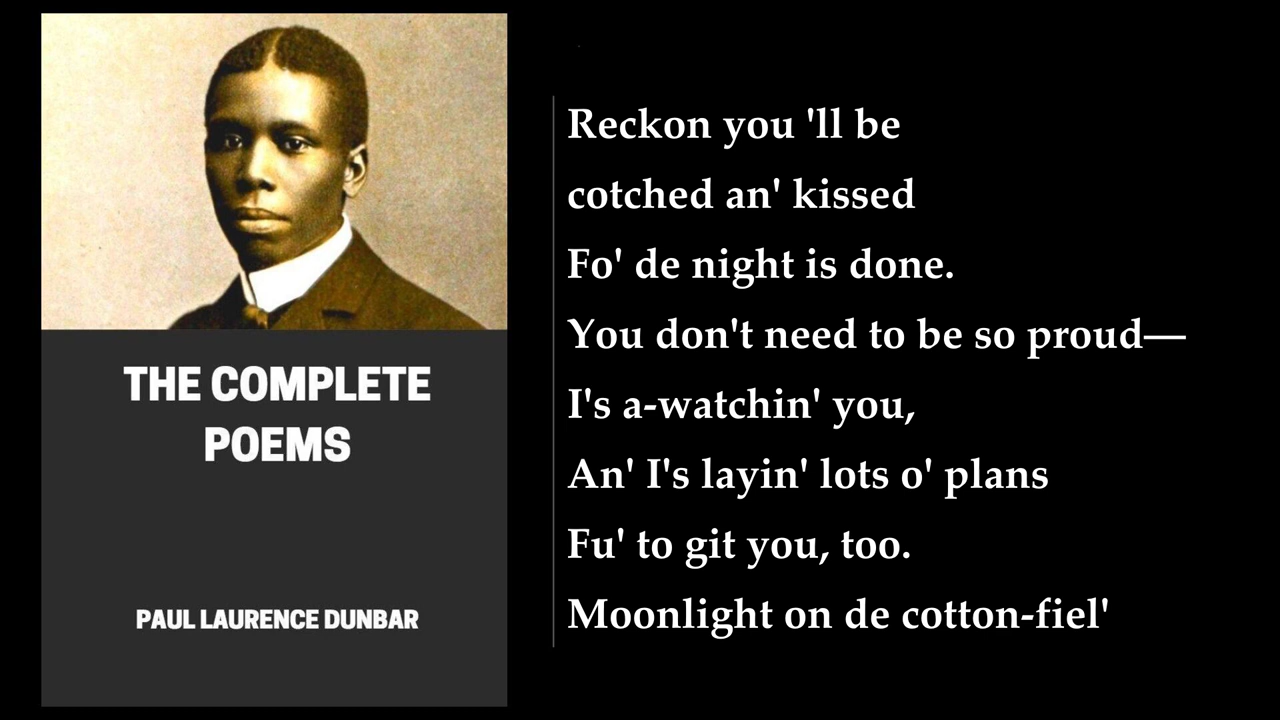 THE COMPLETE
POEMS
PAUL LAURENCE DUNBAR
Reckon you 'll be
cotched an' kissed
Fo' de night is done.
You don't need to be so proud—
I's a-watchin' you,
An' I's layin' lots o' plans
Fu' to git you, too.
Moonlight on de cotton-fiel'